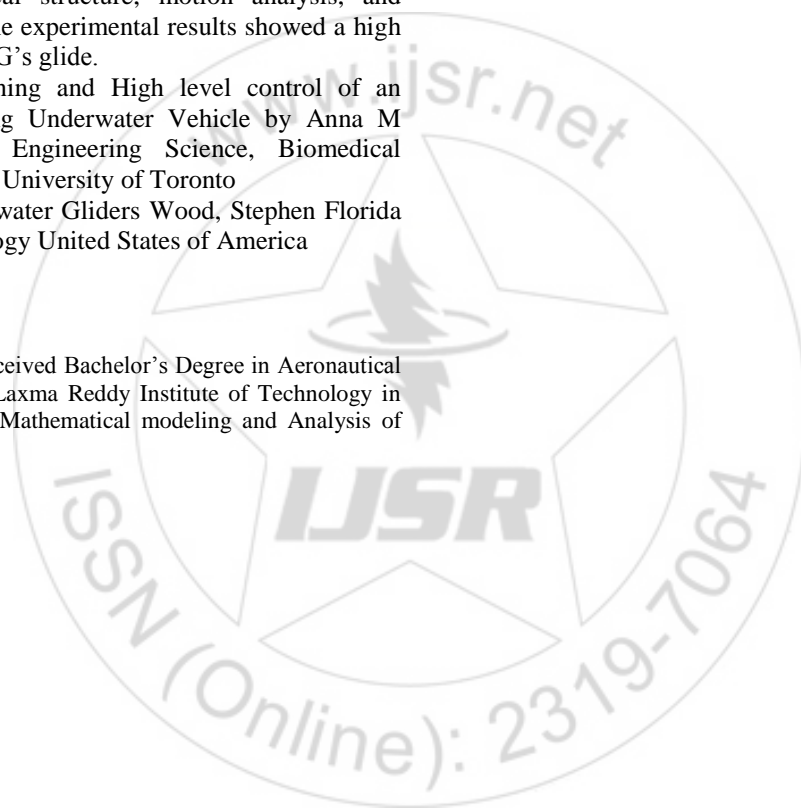 al structure, motion analysis, and
e experimental results showed a high
G's glide.
ning and High level control of an
g Underwater Vehicle by Anna M
Engineering Science, Biomedical
University of Toronto
water Gliders Wood, Stephen Florida
ogy United States of America
ceived Bachelor's Degree in Aeronautical
Laxma Reddy Institute of Technology in
Mathematical modeling and Analysis of
www.ijsr.net
IJSR
ISSN (Online): 2319-7064